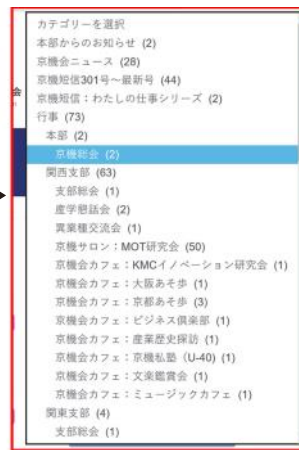 カテゴリーを選択
本部からのお知らせ (2)
京機会ニュース (28)
京機短信301号～最新号 (44)
京機短信：わたしの仕事シリーズ (2)
行事 (73)
本部 (2)
京機総会 (2)
関西支部 (63)
支部総会 (1)
産学懇話会 (2)
異業種交流会 (1)
京機サロン：MOT研究会 (50)
京機会カフェ：KMCイノベーション研究会 (1)
京機会カフェ：大阪あそ歩 (1)
京機会カフェ：京都あそ歩 (3)
京機会カフェ：ビジネス倶楽部 (1)
京機会カフェ：産業歴史探訪 (1)
京機会カフェ：京機私塾（U-40) (1)
京機会カフェ：文楽鑑賞会 (1)
京機会カフェ：ミュージックカフェ (1)
関東支部 (4)
支部総会 (1)